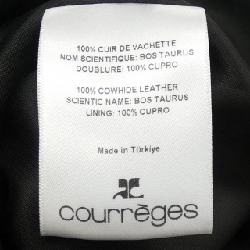 100% CUIR DE VACHETTE
NOM SCIENTIFIQUE: BOS TAURUS
DOUBLURE: 100% CUPRO
100% COWHIDE LEATHER
SCIENTIC NAME: BOS TAURUS
LINING: 100% CUPRO
Made in Türkiye
courrèges